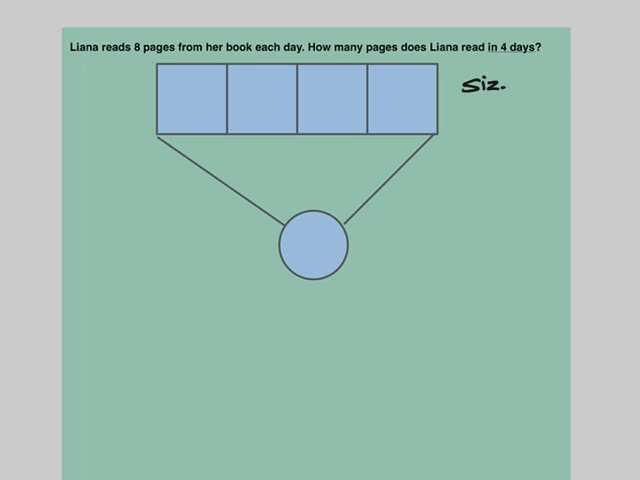 Liana reads 8 pages from her book each day. How many pages does Liana read in 4 days?
Siz.